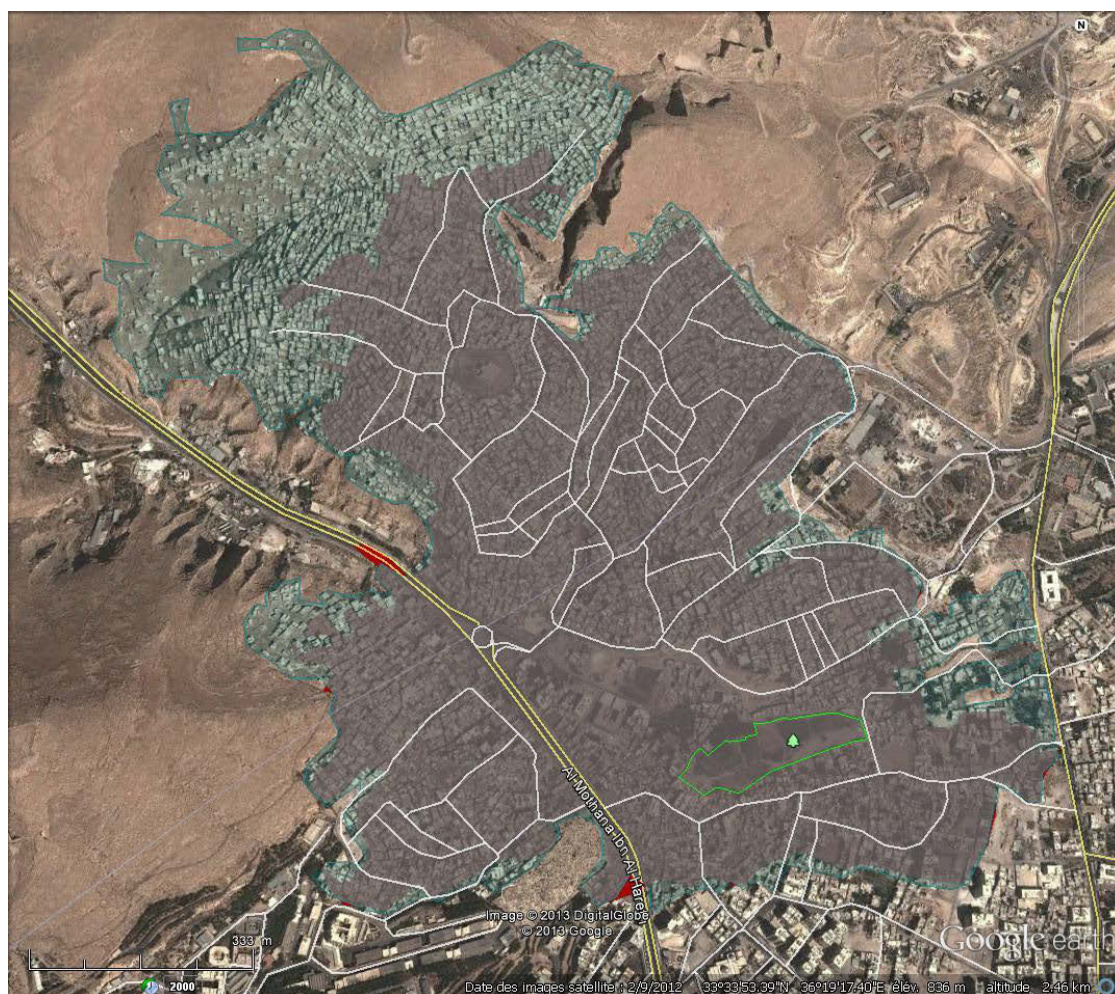 N
Al-Mothana Ibn Al-Hare
Image © 2013 DigitalGlobe
© 2013 Google
Google earth
333 m
2000
Date des images satellite : 2/9/2012 33°33'53.39"N 36°19'17.40"E élév. 836 m altitude 2.46 km